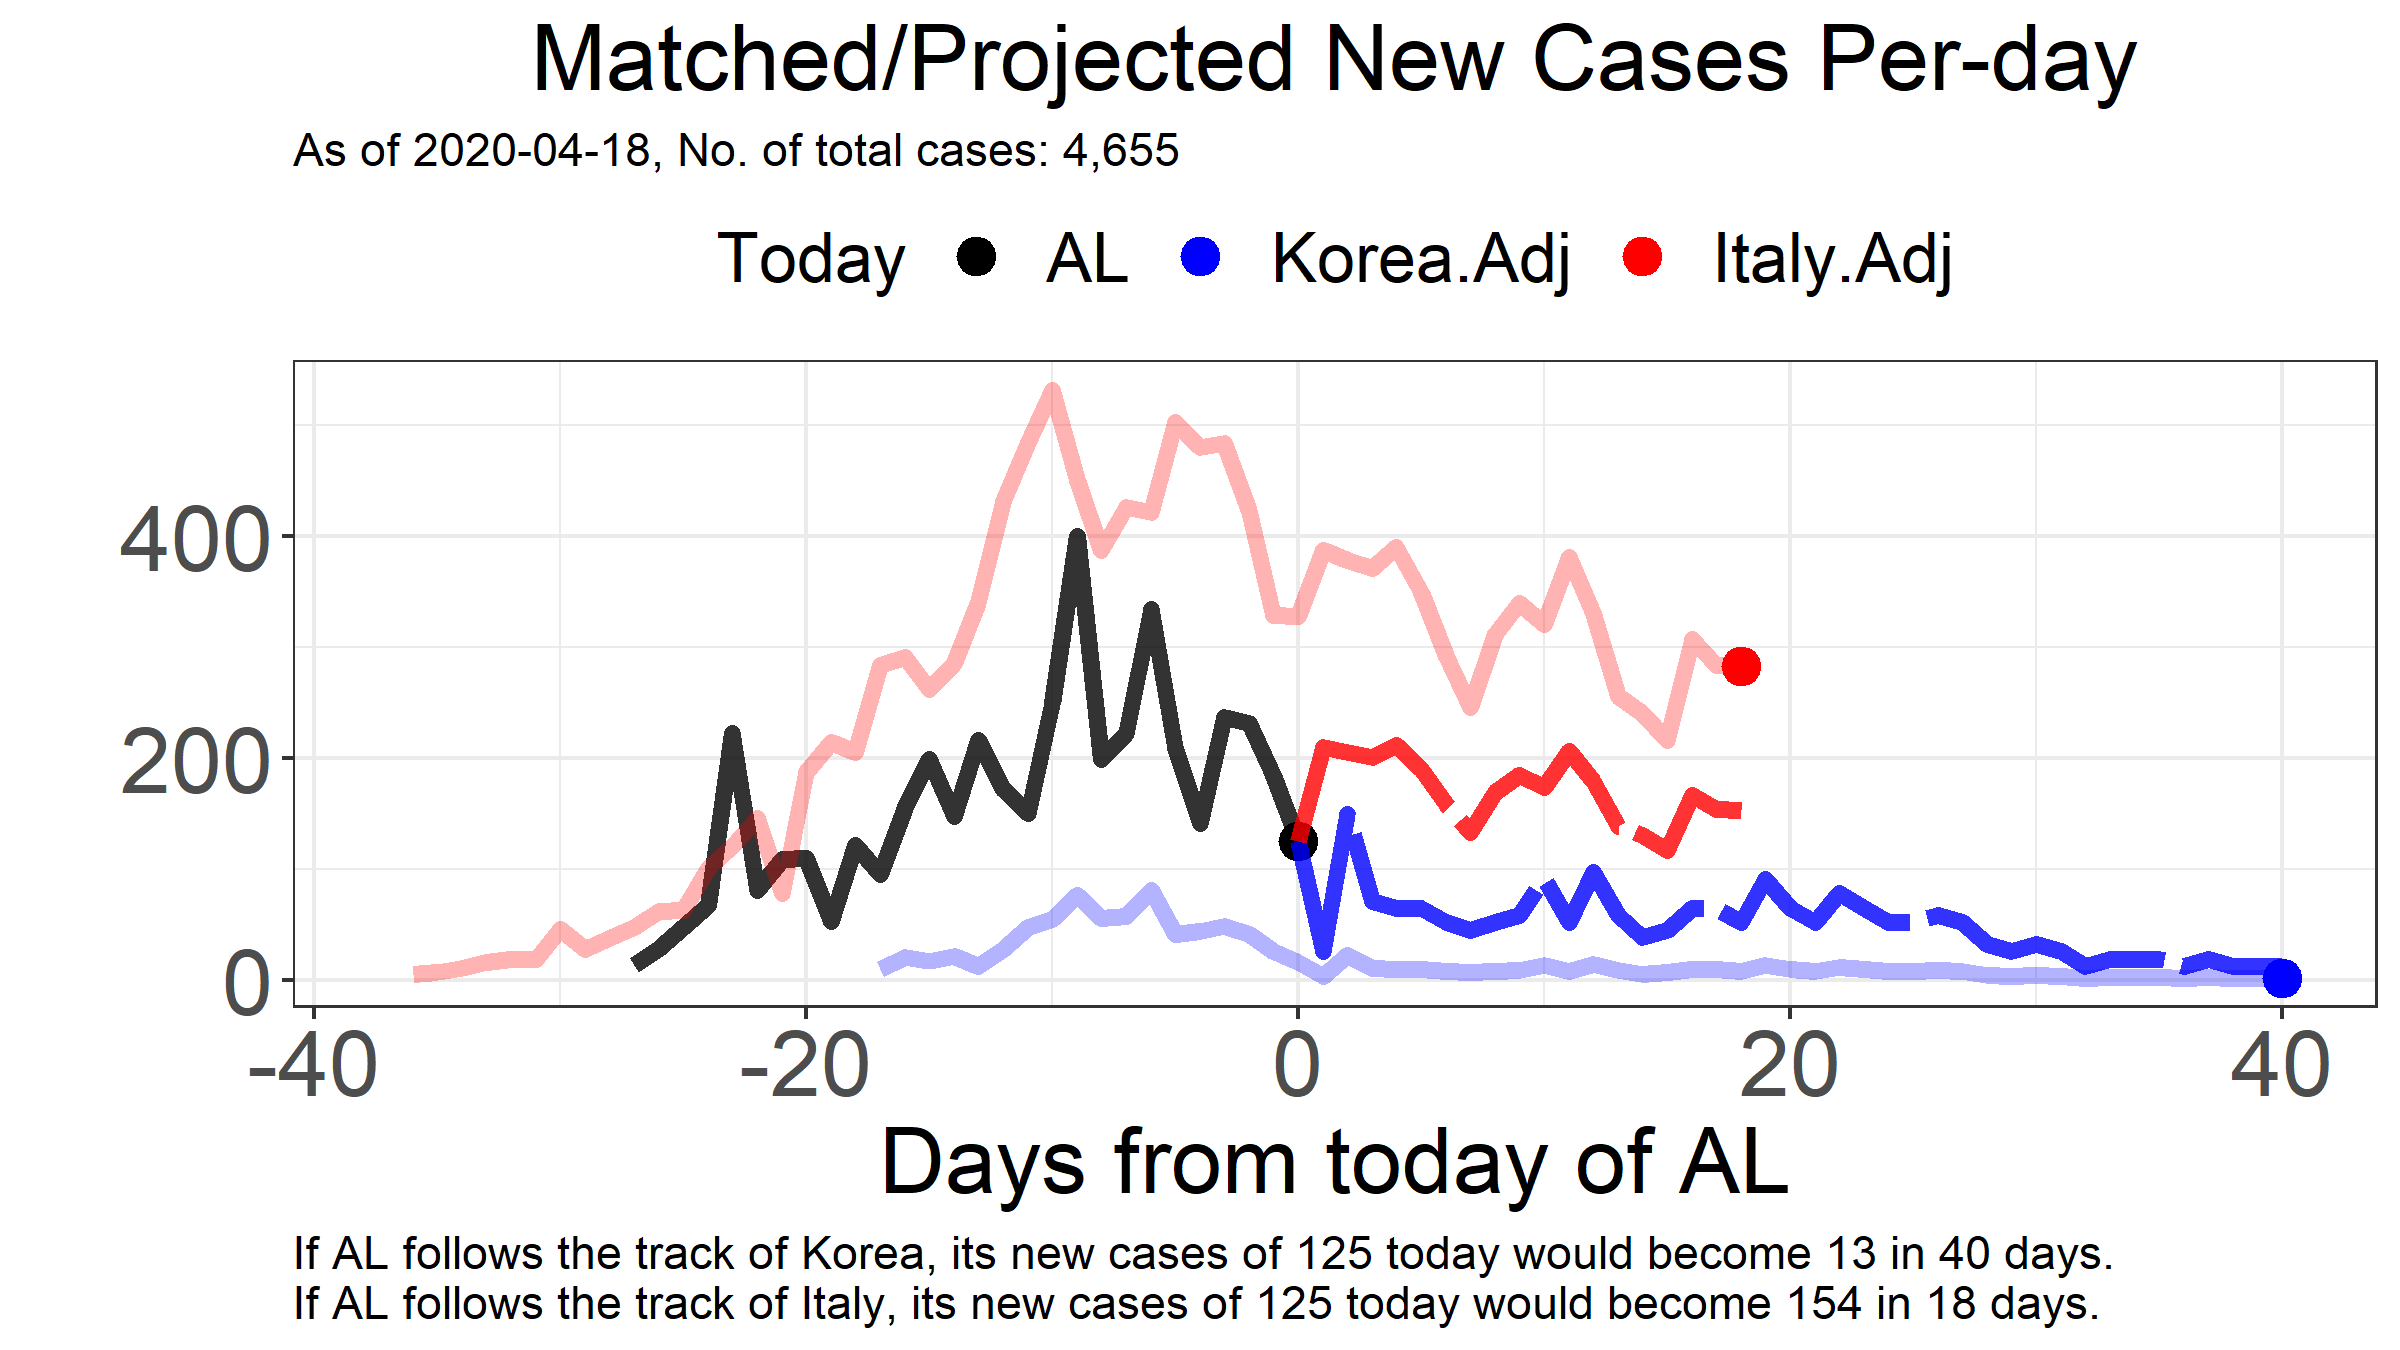 Matched/Projected New Cases Per-day
As of 2020-04-18, No. of total cases: 4,655
Today AL Korea.Adj Italy.Adj
400
200
0
-40 -20 0 20 40
Days from today of AL
If AL follows the track of Korea, its new cases of 125 today would become 13 in 40 days.
If AL follows the track of Italy, its new cases of 125 today would become 154 in 18 days.